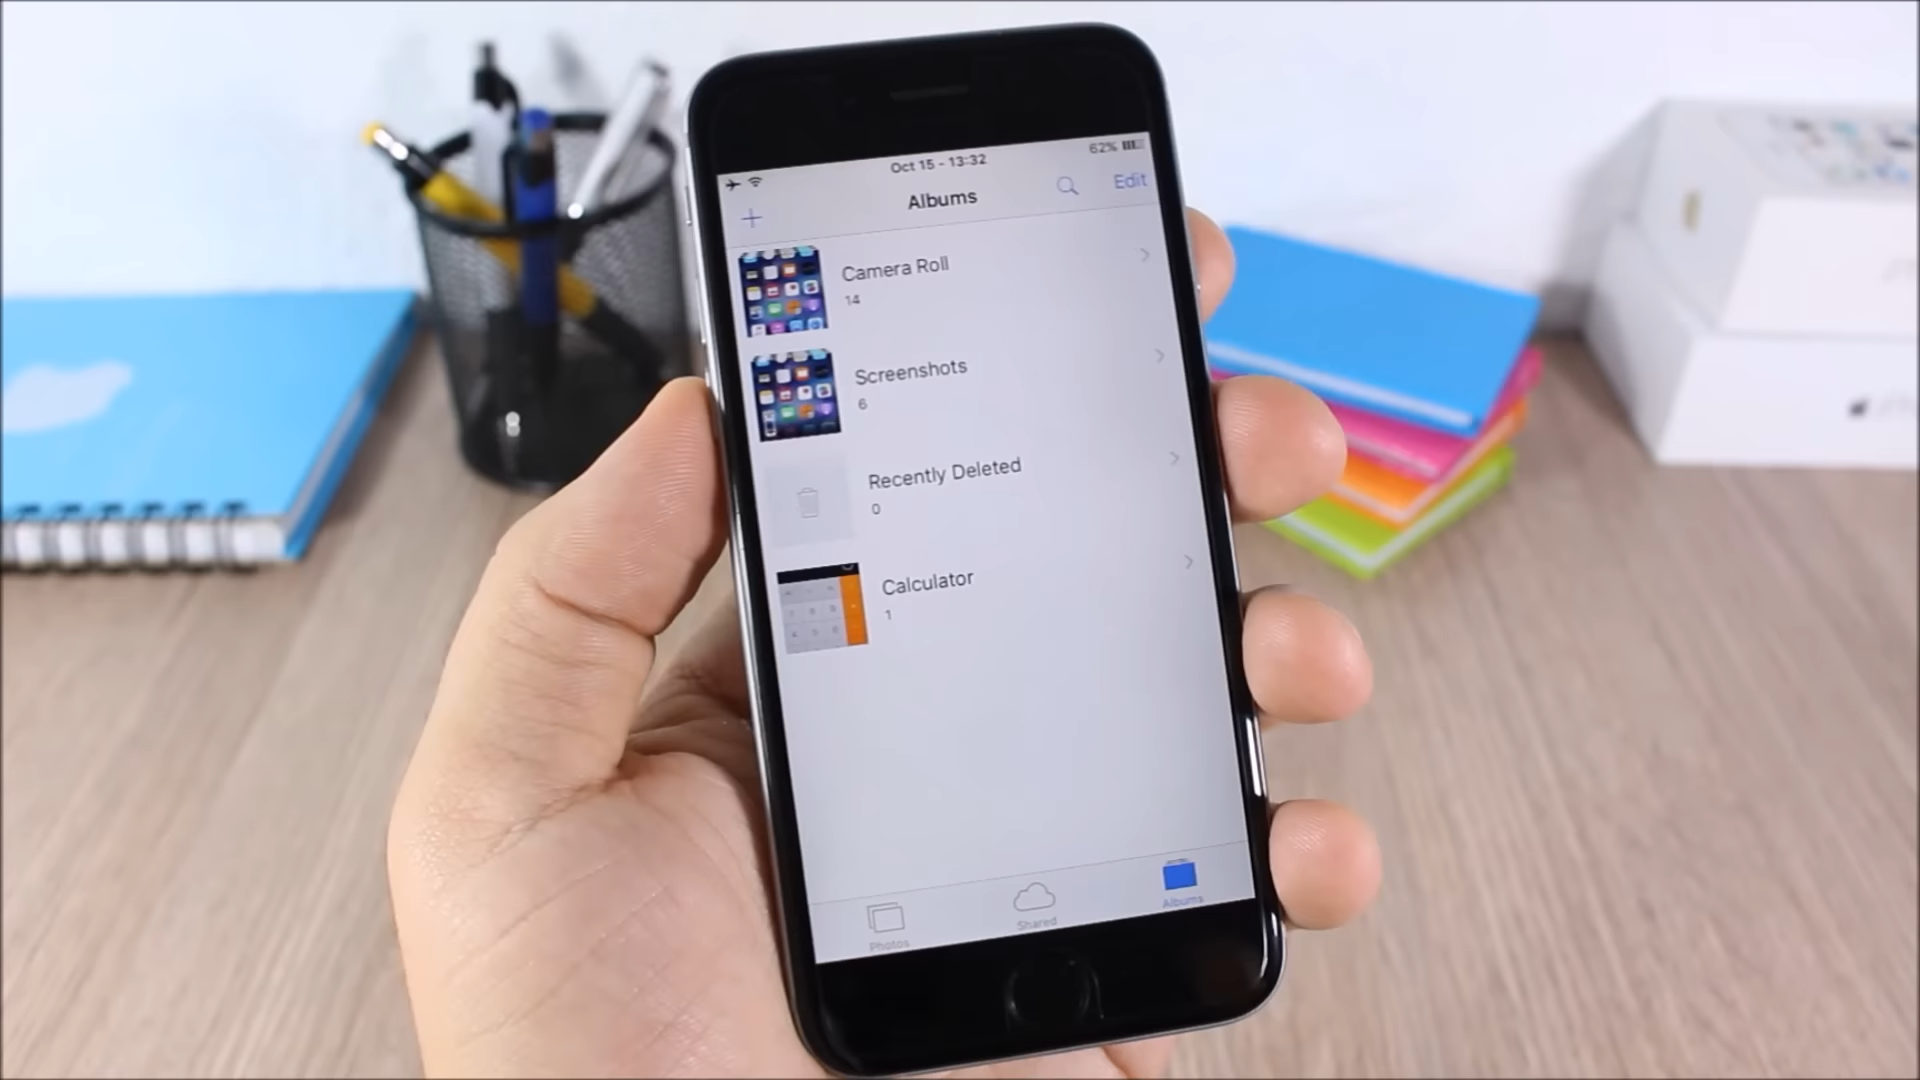 Oct 15 - 13:32
62%
Albums
Edit
Camera Roll
14
Screenshots
6
Recently Deleted
0
Calculator
1
Photos
Shared
Albums